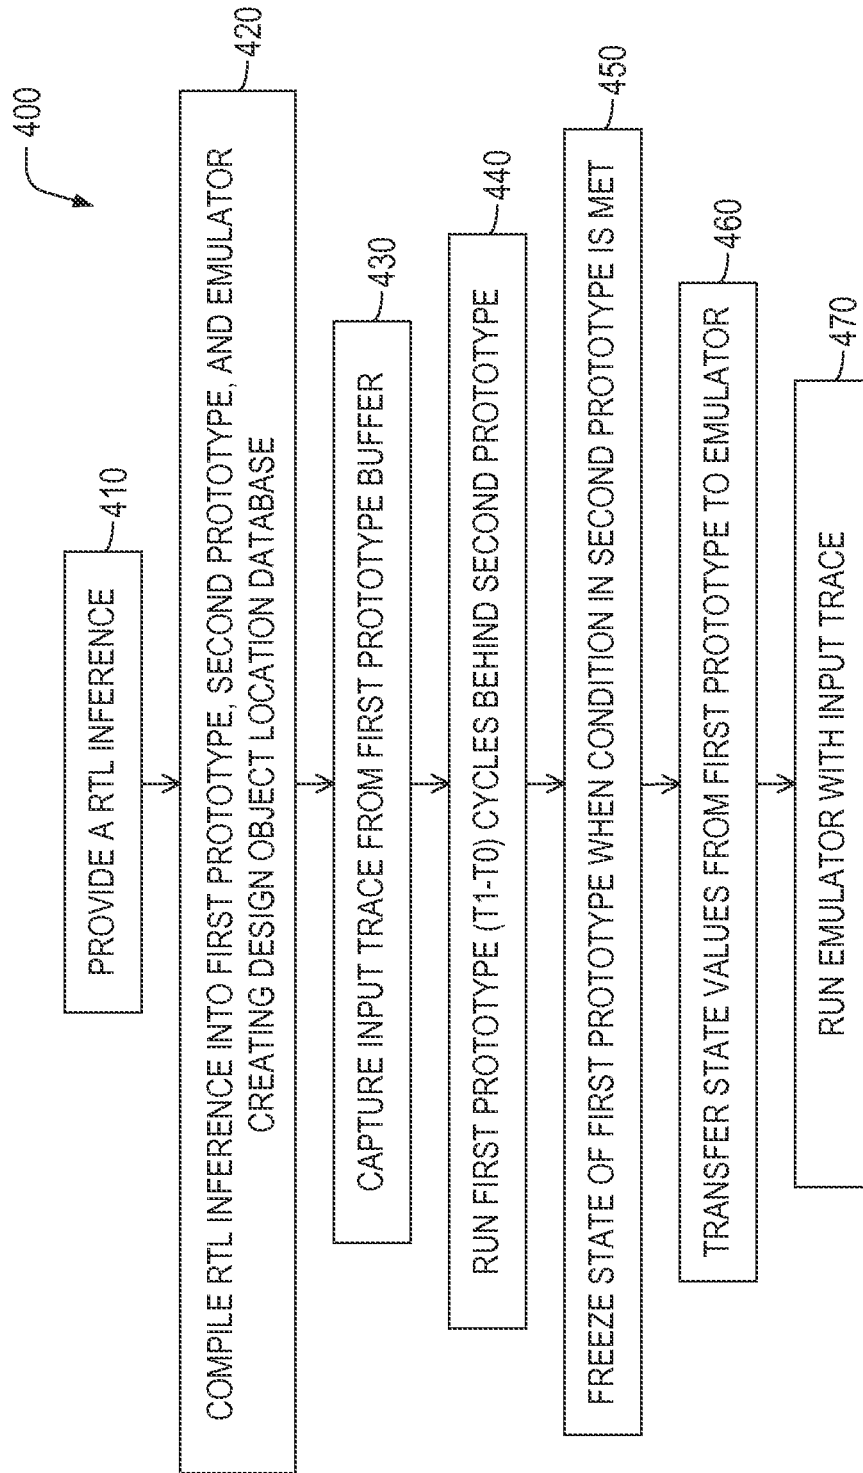 400
PROVIDE A RTL INFERENCE
410
COMPILE RTL INFERENCE INTO FIRST PROTOTYPE, SECOND PROTOTYPE, AND EMULATOR
CREATING DESIGN OBJECT LOCATION DATABASE
420
CAPTURE INPUT TRACE FROM FIRST PROTOTYPE BUFFER
430
RUN FIRST PROTOTYPE (T1-T0) CYCLES BEHIND SECOND PROTOTYPE
440
FREEZE STATE OF FIRST PROTOTYPE WHEN CONDITION IN SECOND PROTOTYPE IS MET
450
TRANSFER STATE VALUES FROM FIRST PROTOTYPE TO EMULATOR
460
RUN EMULATOR WITH INPUT TRACE
470